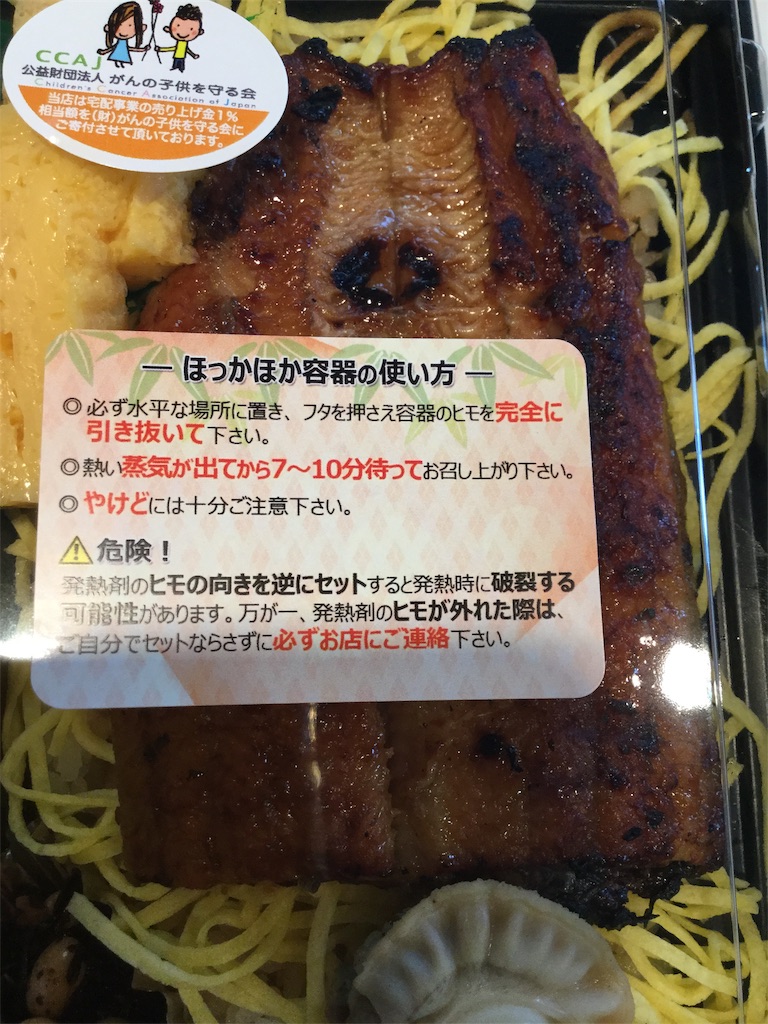 CCAJ
公益財団法人 がんの子供を守る会
Children's Cancer Association of Japan
当店は宅配事業の売り上げ金1%
相当額を(財)がんの子供を守る会に
ご寄付させて頂いております。
― ほっかほか容器の使い方 ―
◎ 必ず水平な場所に置き、フタを押さえ容器のヒモを完全に
引き抜いて下さい。
◎ 熱い蒸気が出てから7～10分待ってお召し上がり下さい。
◎ やけどには十分ご注意下さい。
⚠ 危険！
発熱剤のヒモの向きを逆にセットすると発熱時に破裂する
可能性があります。万が一、発熱剤のヒモが外れた際は、
ご自分でセットならさずに必ずお店にご連絡下さい。